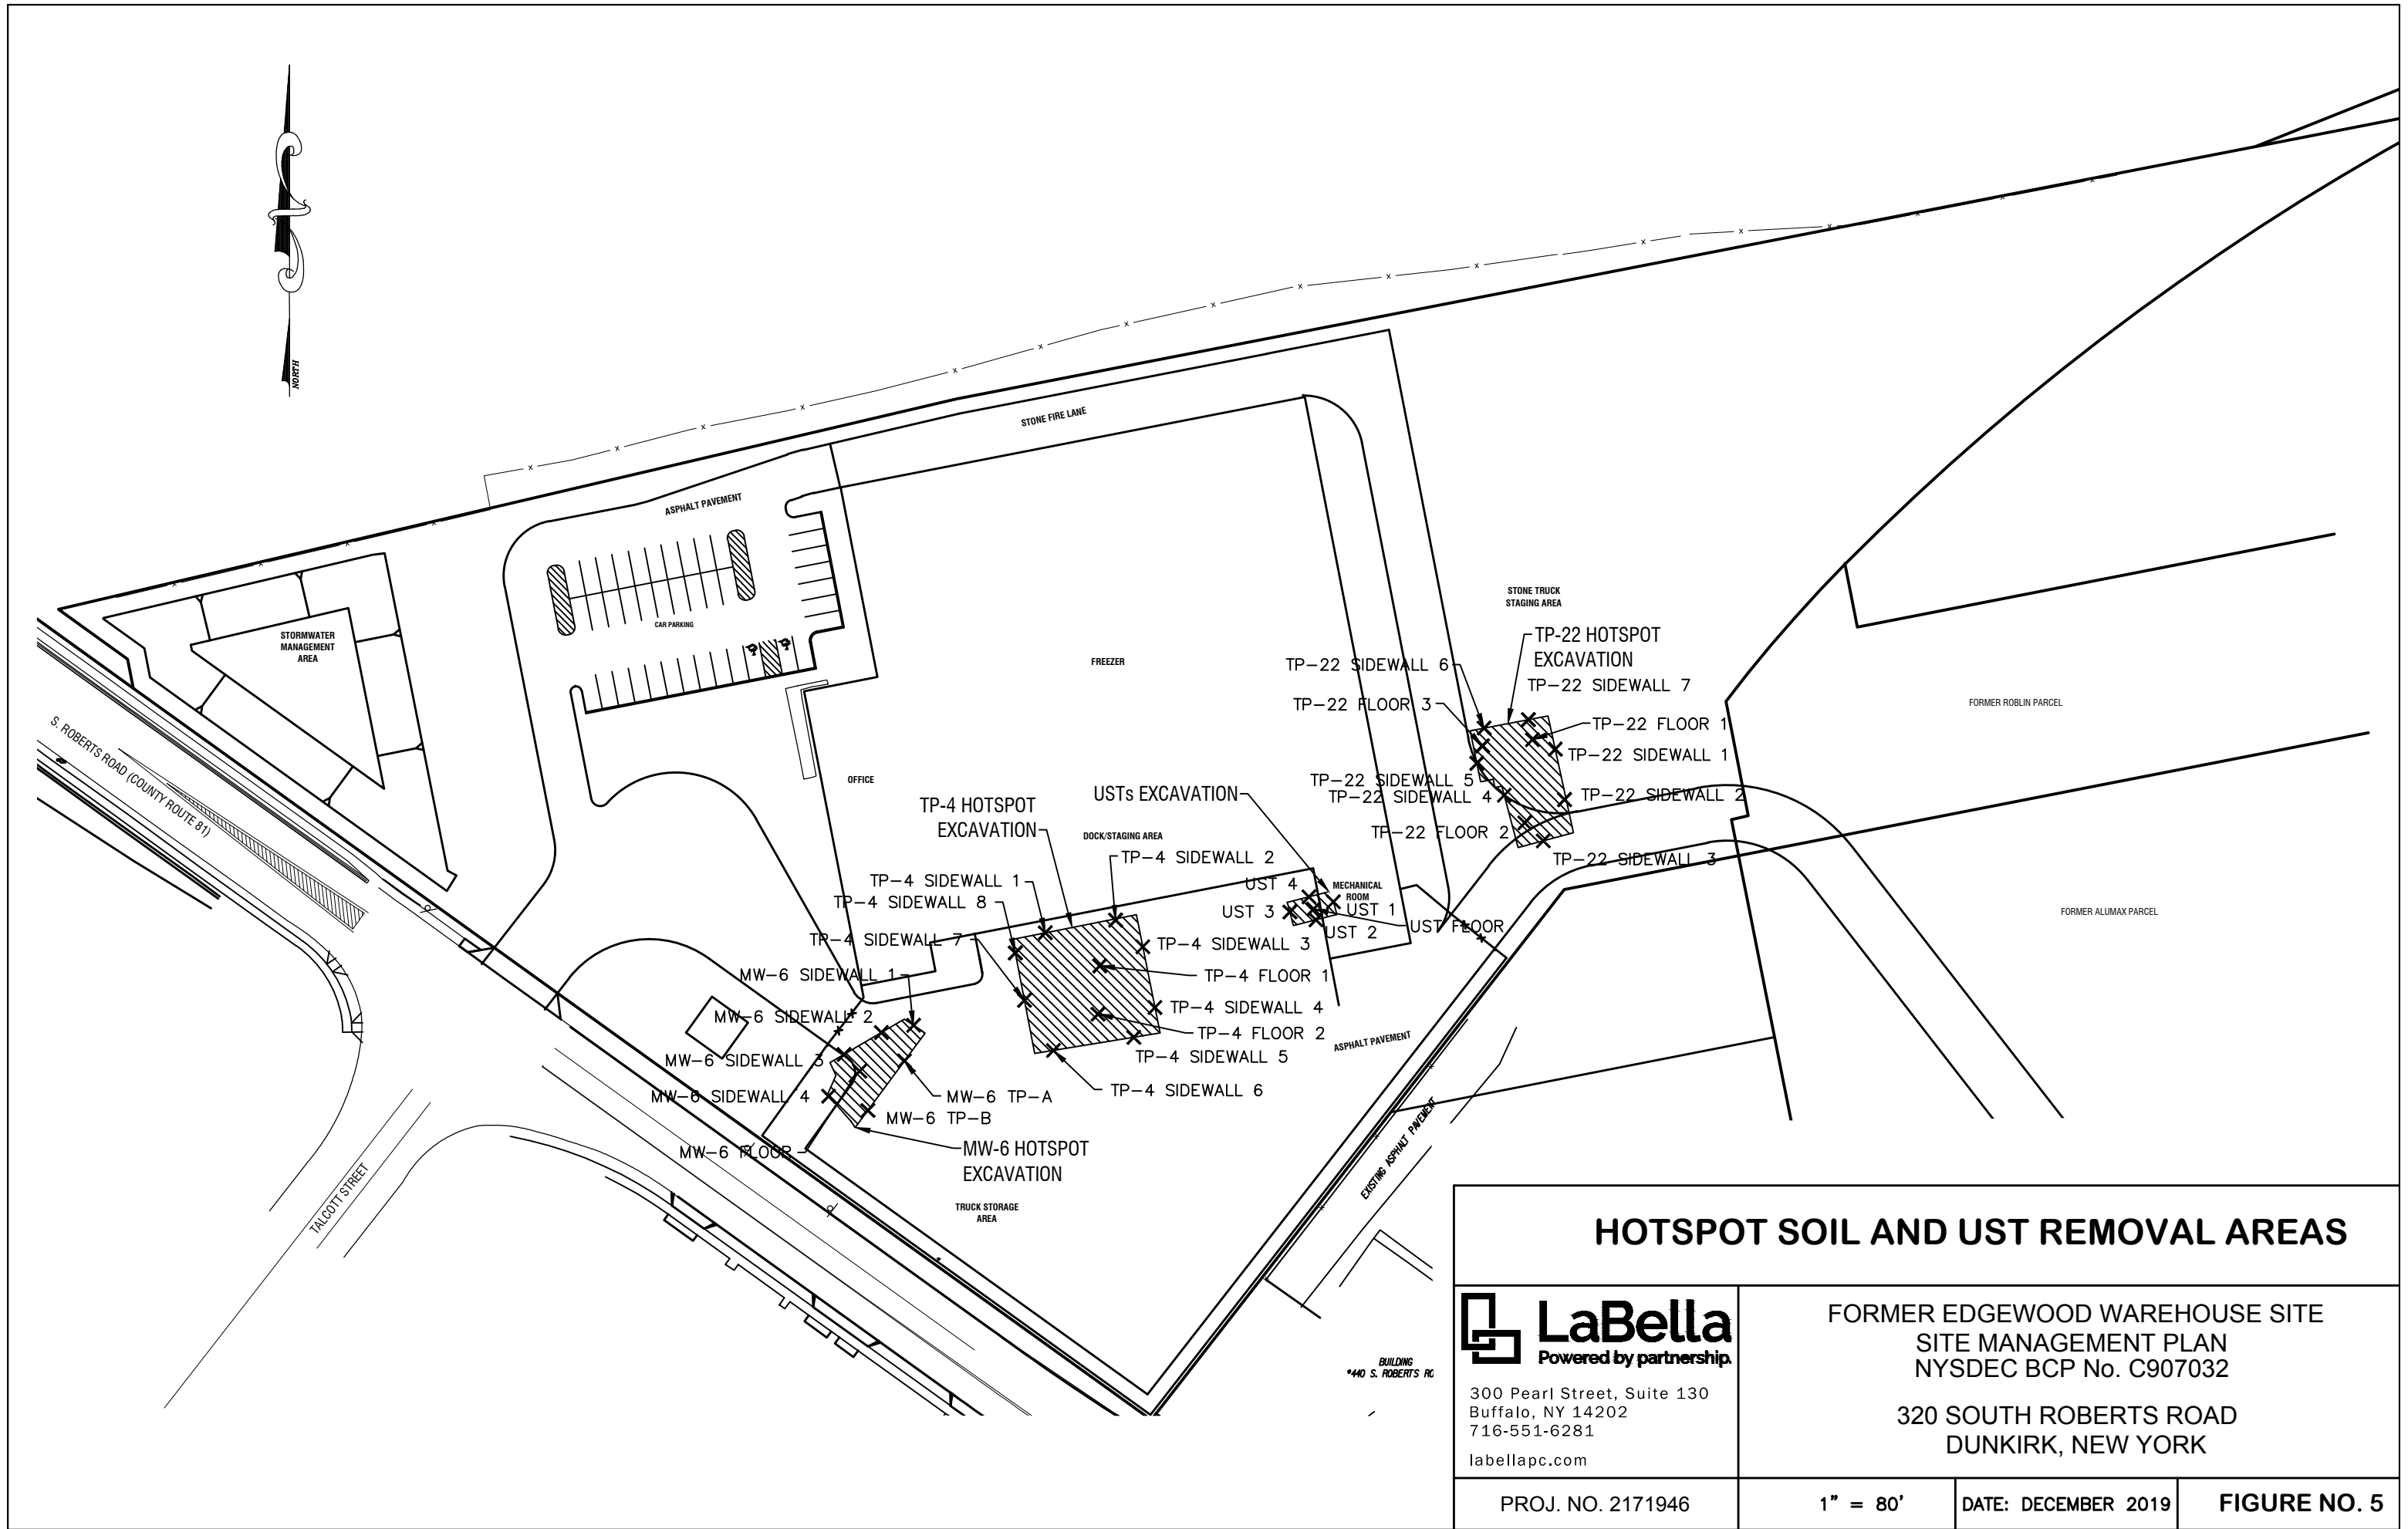 NORTH
STONE FIRE LANE
ASPHALT PAVEMENT
CAR PARKING
STORMWATER
MANAGEMENT
AREA
FREEZER
STONE TRUCK
STAGING AREA
TP-22 HOTSPOT
EXCAVATION
TP-22 SIDEWALL 6
TP-22 SIDEWALL 7
TP-22 FLOOR 3
TP-22 FLOOR 1
TP-22 SIDEWALL 1
TP-22 SIDEWALL 5
TP-22 SIDEWALL 4
TP-22 SIDEWALL 2
TP-22 FLOOR 2
TP-22 SIDEWALL 3
FORMER ROBLIN PARCEL
FORMER ALUMAX PARCEL
S. ROBERTS ROAD (COUNTY ROUTE 81)
OFFICE
TP-4 HOTSPOT
EXCAVATION
USTs EXCAVATION
DOCK/STAGING AREA
TP-4 SIDEWALL 2
TP-4 SIDEWALL 1
TP-4 SIDEWALL 8
TP-4 SIDEWALL 7
UST 4
MECHANICAL
ROOM
UST 3
UST 1
UST 2
UST FLOOR
TP-4 SIDEWALL 3
TP-4 FLOOR 1
TP-4 SIDEWALL 4
TP-4 FLOOR 2
TP-4 SIDEWALL 5
TP-4 SIDEWALL 6
MW-6 SIDEWALL 1
MW-6 SIDEWALL 2
MW-6 SIDEWALL 3
MW-6 SIDEWALL 4
MW-6 TP-A
MW-6 TP-B
MW-6 FLOOR
MW-6 HOTSPOT
EXCAVATION
ASPHALT PAVEMENT
EXISTING ASPHALT PAVEMENT
TRUCK STORAGE
AREA
TALCOTT STREET
BUILDING
#440 S. ROBERTS RO
HOTSPOT SOIL AND UST REMOVAL AREAS
LaBella
Powered by partnership.
300 Pearl Street, Suite 130
Buffalo, NY 14202
716-551-6281
labellapc.com
FORMER EDGEWOOD WAREHOUSE SITE
SITE MANAGEMENT PLAN
NYSDEC BCP No. C907032
320 SOUTH ROBERTS ROAD
DUNKIRK, NEW YORK
PROJ. NO. 2171946
1" = 80'
DATE: DECEMBER 2019
FIGURE NO. 5